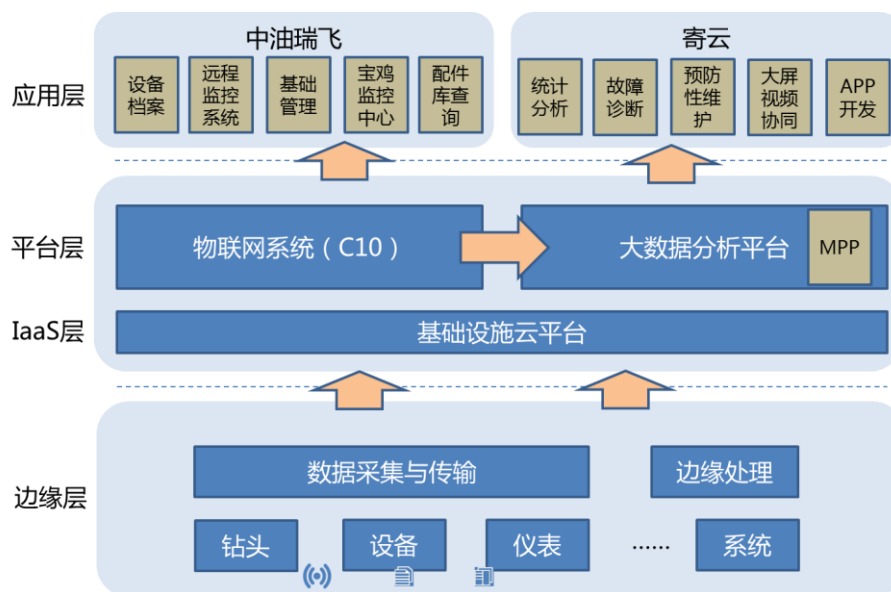 中油瑞飞
寄云
应用层
设备
档案
远程
监控
系统
基础
管理
宝鸡
监控
中心
配件
库查
询
统计
分析
故障
诊断
预防
性维
护
大屏
视频
协同
APP
开发
平台层
物联网系统（C10）
大数据分析平台
MPP
IaaS层
基础设施云平台
边缘层
数据采集与传输
边缘处理
钻头
设备
仪表
......
系统